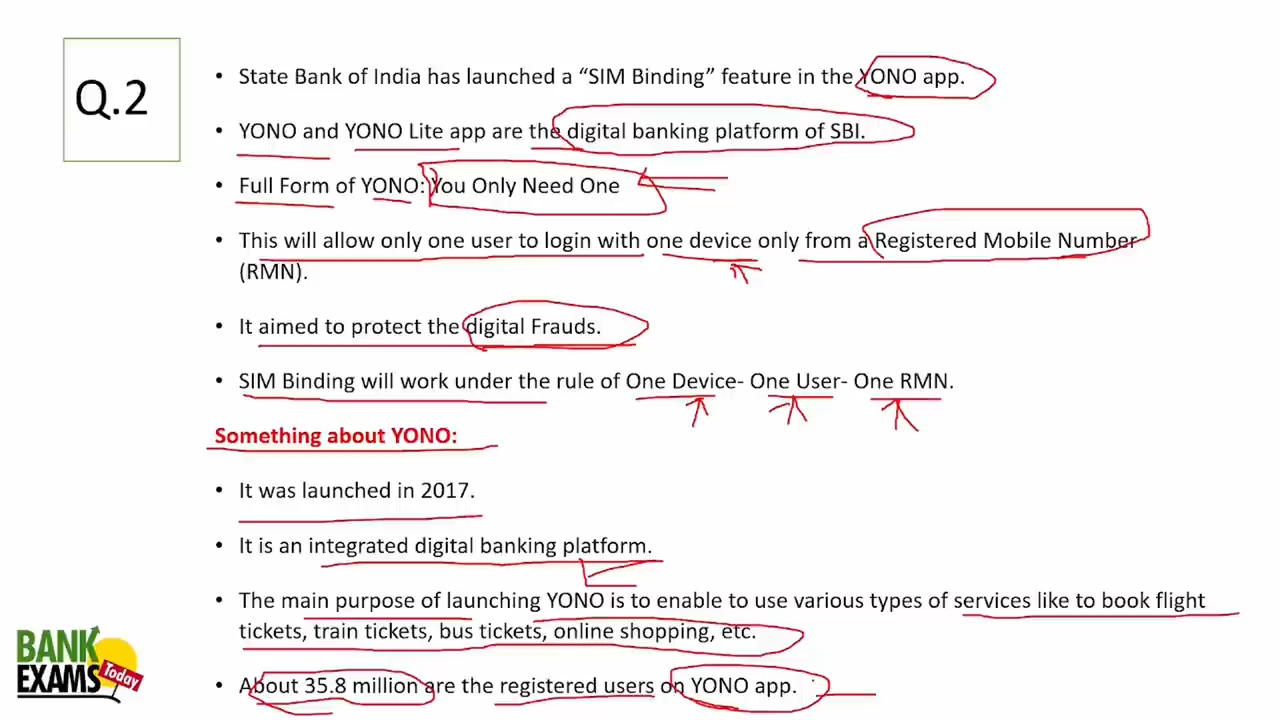 Q.2
• State Bank of India has launched a “SIM Binding” feature in the YONO app.
• YONO and YONO Lite app are the digital banking platform of SBI.
• Full Form of YONO: You Only Need One
• This will allow only one user to login with one device only from a Registered Mobile Number
(RMN).
• It aimed to protect the digital Frauds.
• SIM Binding will work under the rule of One Device- One User- One RMN.
Something about YONO:
• It was launched in 2017.
• It is an integrated digital banking platform.
• The main purpose of launching YONO is to enable to use various types of services like to book flight
tickets, train tickets, bus tickets, online shopping, etc.
• About 35.8 million are the registered users on YONO app.
BANK
EXAMS
Today